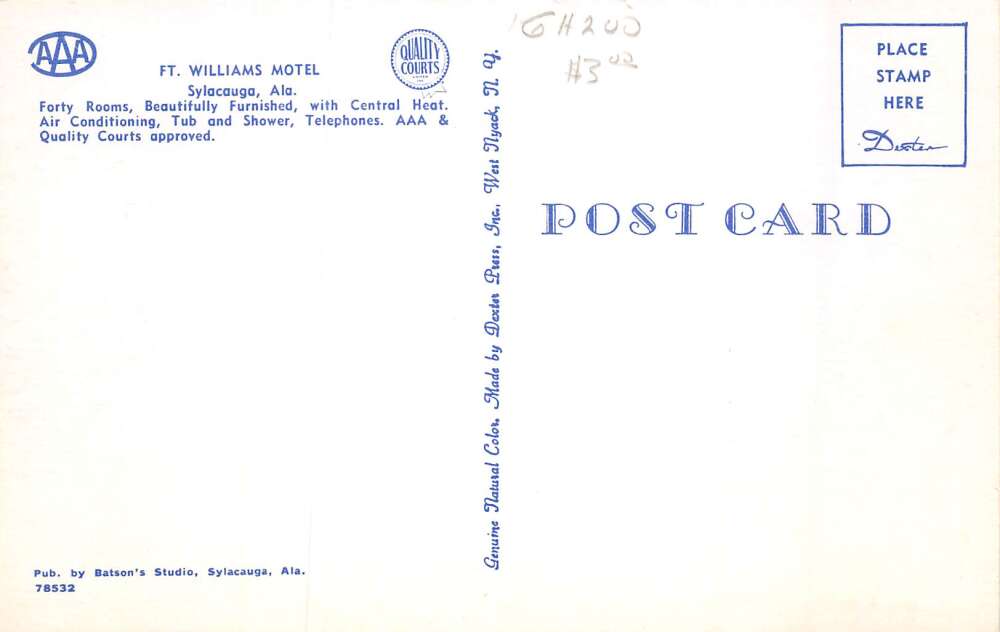 AAA
FT. WILLIAMS MOTEL
Sylacauga, Ala.
Forty Rooms, Beautifully Furnished, with Central Heat.
Air Conditioning, Tub and Shower, Telephones. AAA &
Quality Courts approved.
QUALITY
COURTS
Pub. by Batson's Studio, Sylacauga, Ala.
78532
Genuine Natural Color. Made by Dexter Press, Inc., West Nyack, N. Y.
GH200
#3 00
POST CARD
PLACE
STAMP
HERE
Dexter